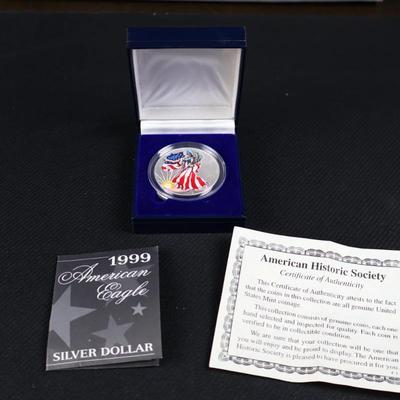 1999
American
Eagle
SILVER DOLLAR
American Historic Society
Certificate of Authenticity
This Certificate of Authenticity attests to the fact
that the coins in this collection are all genuine United
States Mint coinage.
This collection consists of genuine coins, each one
hand selected and inspected for quality. Each coin is
verified to be in collectible condition.
We are sure that your collection will be one that
you will enjoy and be proud to display. The American
Historic Society is pleased to have procured it for you.